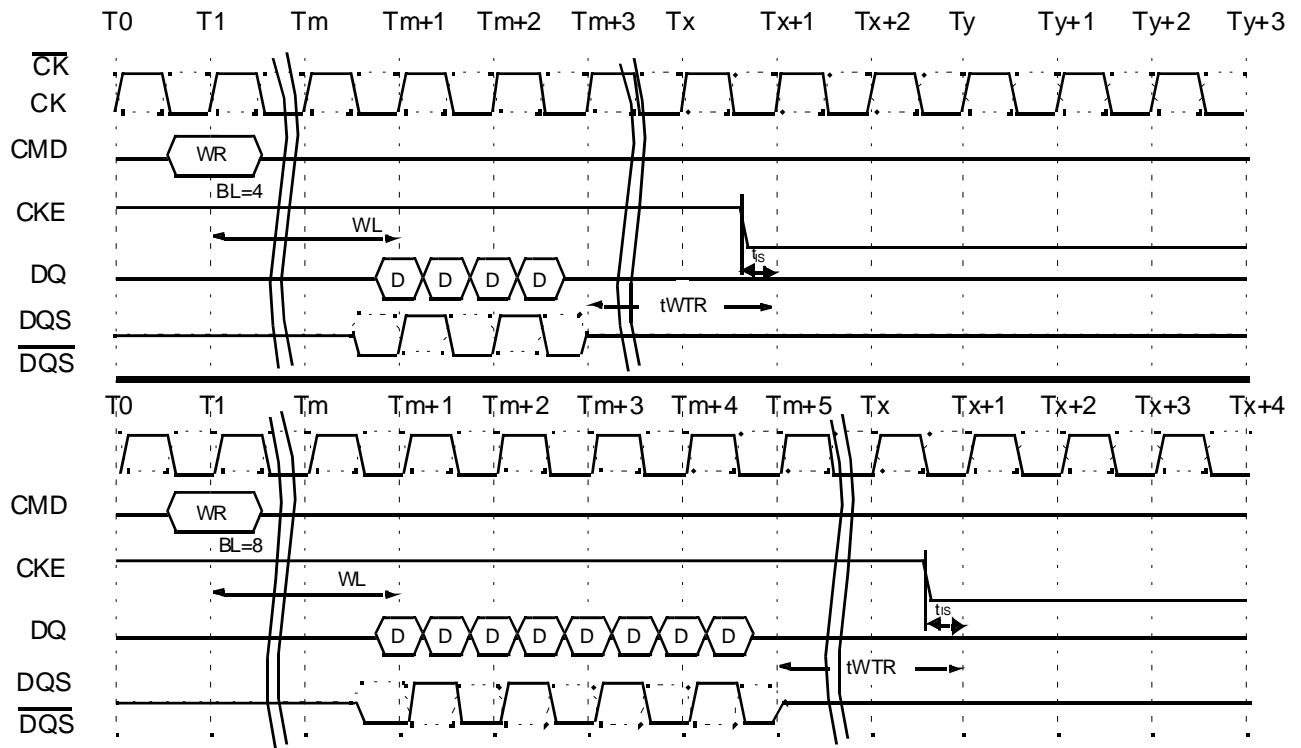 T0 T1 Tm Tm+1 Tm+2 Tm+3 Tx Tx+1 Tx+2 Ty Ty+1 Ty+2 Ty+3
CK
CK
CMD WR
BL=4
CKE
WL
tIS
DQ D D D D
tWTR
DQS
DQS
T0 T1 Tm Tm+1 Tm+2 Tm+3 Tm+4 Tm+5 Tx Tx+1 Tx+2 Tx+3 Tx+4
CMD WR
BL=8
CKE
WL
tIS
DQ D D D D D D D D
tWTR
DQS
DQS